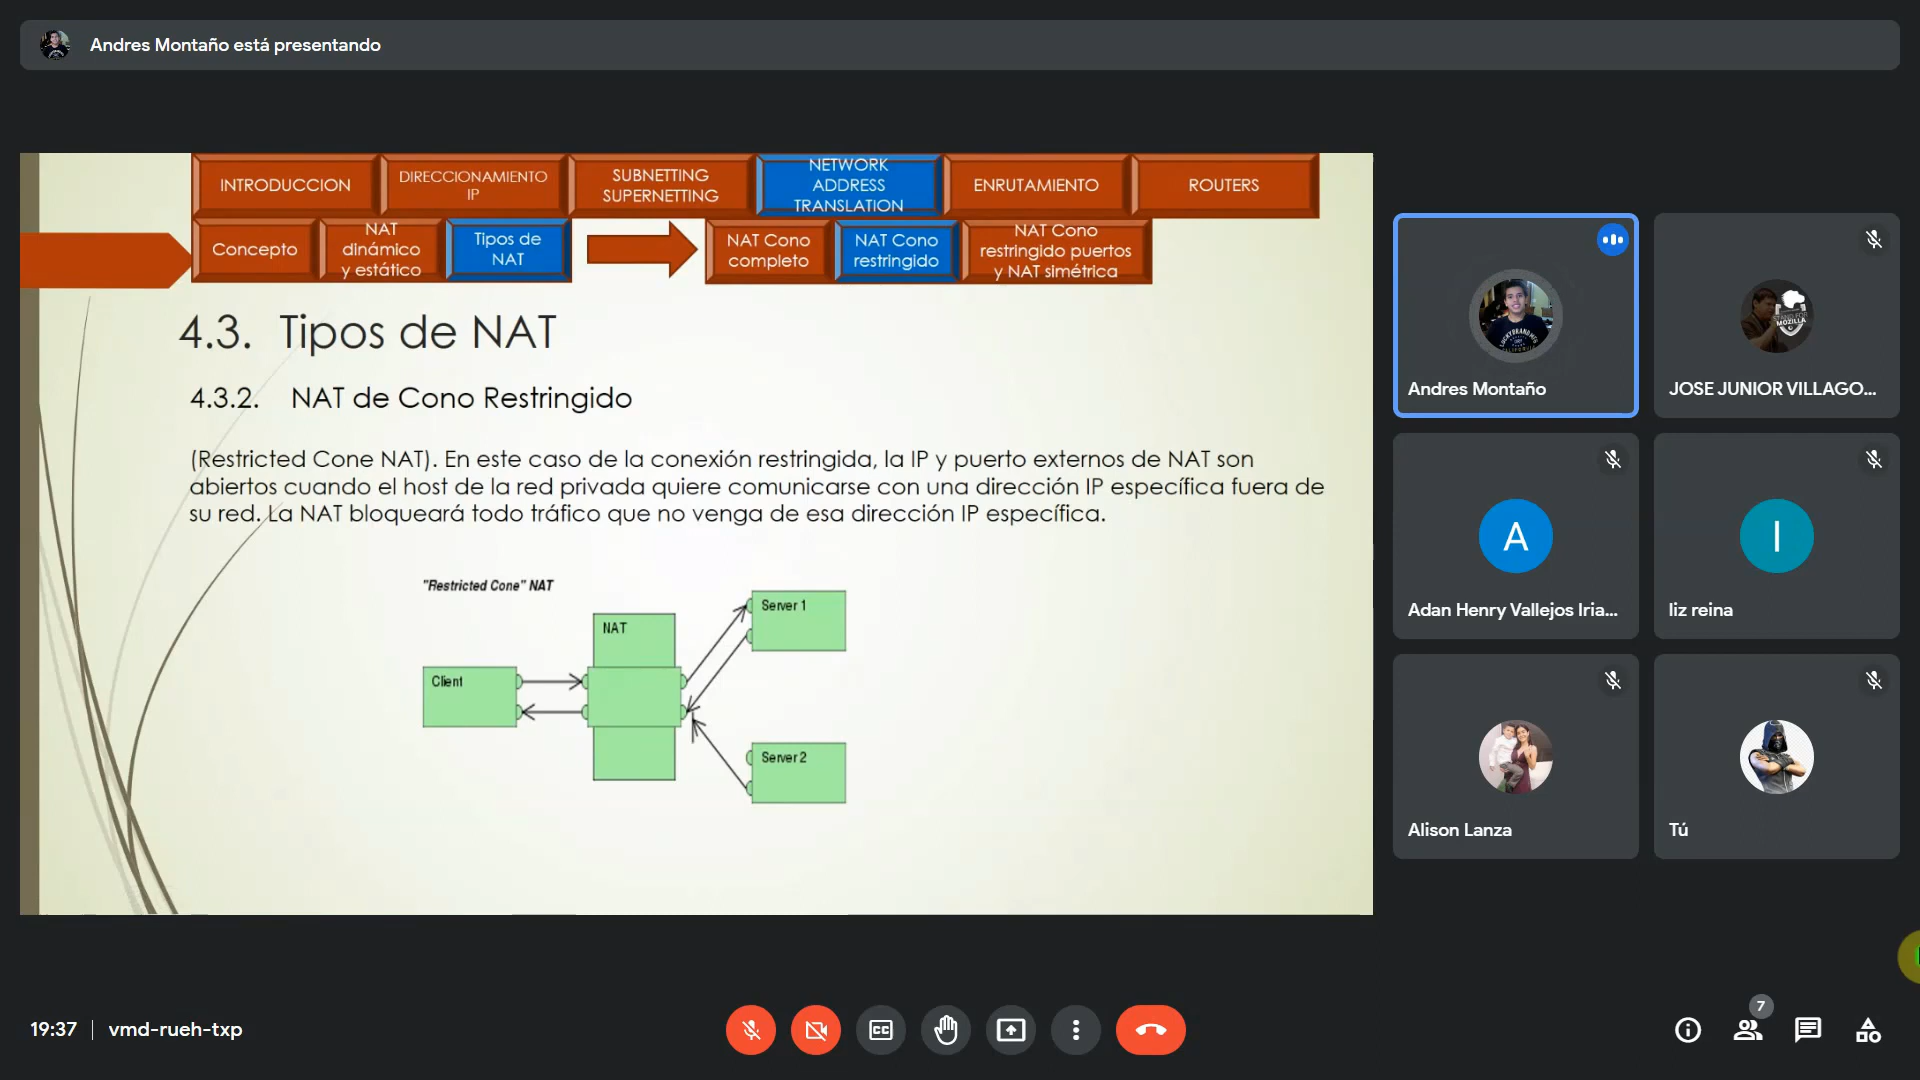 Andres Montaño está presentando
INTRODUCCION
DIRECCIONAMIENTO
IP
SUBNETTING
SUPERNETTING
NETWORK
ADDRESS
TRANSLATION
ENRUTAMIENTO
ROUTERS
Concepto
NAT
dinámico
y estático
Tipos de
NAT
NAT Cono
completo
NAT Cono
restringido
NAT Cono
restringido puertos
y NAT simétrica
4.3. Tipos de NAT
4.3.2. NAT de Cono Restringido
(Restricted Cone NAT). En este caso de la conexión restringida, la IP y puerto externos de NAT son
abiertos cuando el host de la red privada quiere comunicarse con una dirección IP específica fuera de
su red. La NAT bloqueará todo tráfico que no venga de esa dirección IP específica.
"Restricted Cone" NAT
NAT
Client
Server 1
Server 2
Andres Montaño
JOSE JUNIOR VILLAGO...
A
Adan Henry Vallejos Iria...
l
liz reina
Alison Lanza
Tú
19:37 | vmd-rueh-txp
CC
7